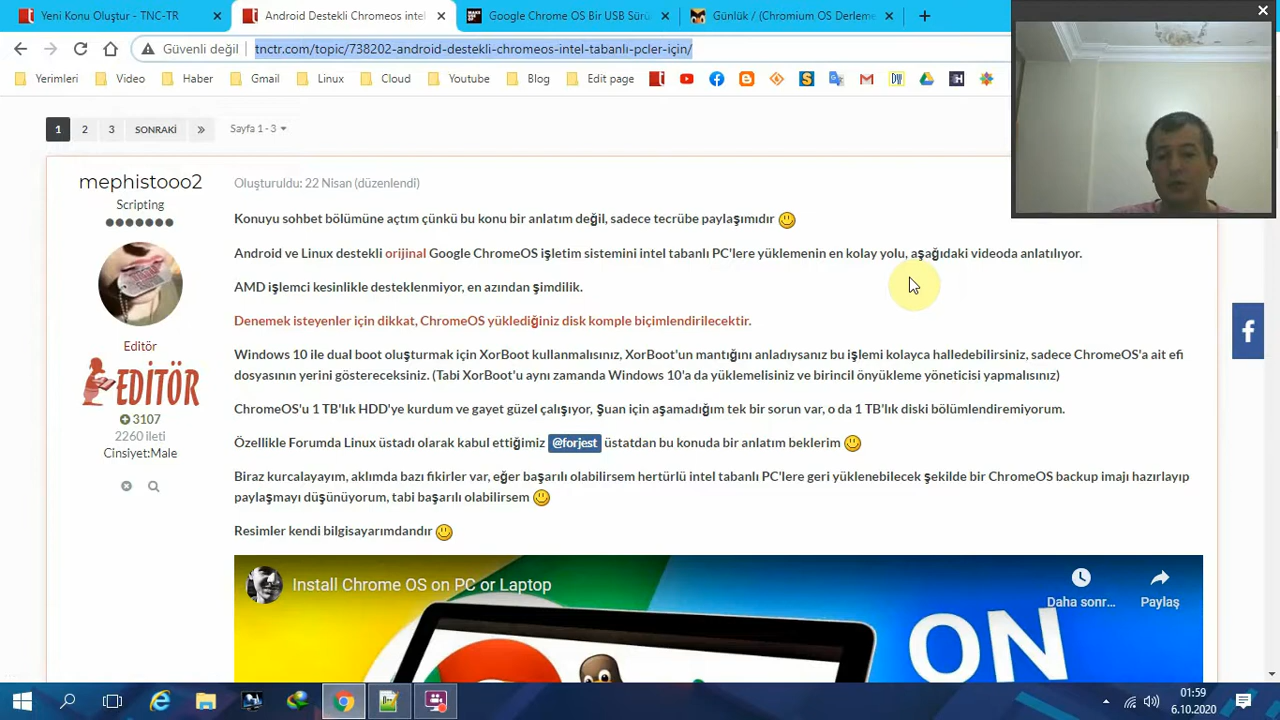 Yeni Konu Oluştur - TNC-TR
Android Destekli Chromeos intel
Google Chrome OS Bir USB Sürü
Günlük / (Chromium OS Derleme
Güvenli değil
tnctr.com/topic/738202-android-destekli-chromeos-intel-tabanlı-pcler-için/
Yerimleri
Video
Haber
Gmail
Linux
Cloud
Youtube
Blog
Edit page
1
2
3
SONRAKİ
»
Sayfa 1 - 3
mephistooo2
Scripting
Editör
EDİTÖR
3107
2260 ileti
Cinsiyet:Male
Oluşturuldu: 22 Nisan (düzenlendi)
Konuyu sohbet bölümüne açtım çünkü bu konu bir anlatım değil, sadece tecrübe paylaşımıdır
Android ve Linux destekli orijinal Google ChromeOS işletim sistemini intel tabanlı PC'lere yüklemenin en kolay yolu, aşağıdaki videoda anlatılıyor.
AMD işlemci kesinlikle desteklenmiyor, en azından şimdilik.
Denemek isteyenler için dikkat, ChromeOS yüklediğiniz disk komple biçimlendirilecektir.
Windows 10 ile dual boot oluşturmak için XorBoot kullanmalısınız, XorBoot'un mantığını anladıysanız bu işlemi kolayca halledebilirsiniz, sadece ChromeOS'a ait efi
dosyasının yerini göstereceksiniz. (Tabi XorBoot'u aynı zamanda Windows 10'a da yüklemelisiniz ve birincil önyükleme yöneticisi yapmalısınız)
ChromeOS'u 1 TB'lık HDD'ye kurdum ve gayet güzel çalışıyor, Şuan için aşamadığım tek bir sorun var, o da 1 TB'lık diski bölümlendiremiyorum.
Özellikle Forumda Linux üstadı olarak kabul ettiğimiz @forjest üstattan bu konuda bir anlatım beklerim
Biraz kurcalayayım, aklımda bazı fikirler var, eğer başarılı olabilirsem hertürlü intel tabanlı PC'lere geri yüklenebilecek şekilde bir ChromeOS backup imajı hazırlayıp
paylaşmayı düşünüyorum, tabi başarılı olabilirsem
Resimler kendi bilgisayarımdandır
Install Chrome OS on PC or Laptop
Daha sonr...
Paylaş
ON
01:59
6.10.2020